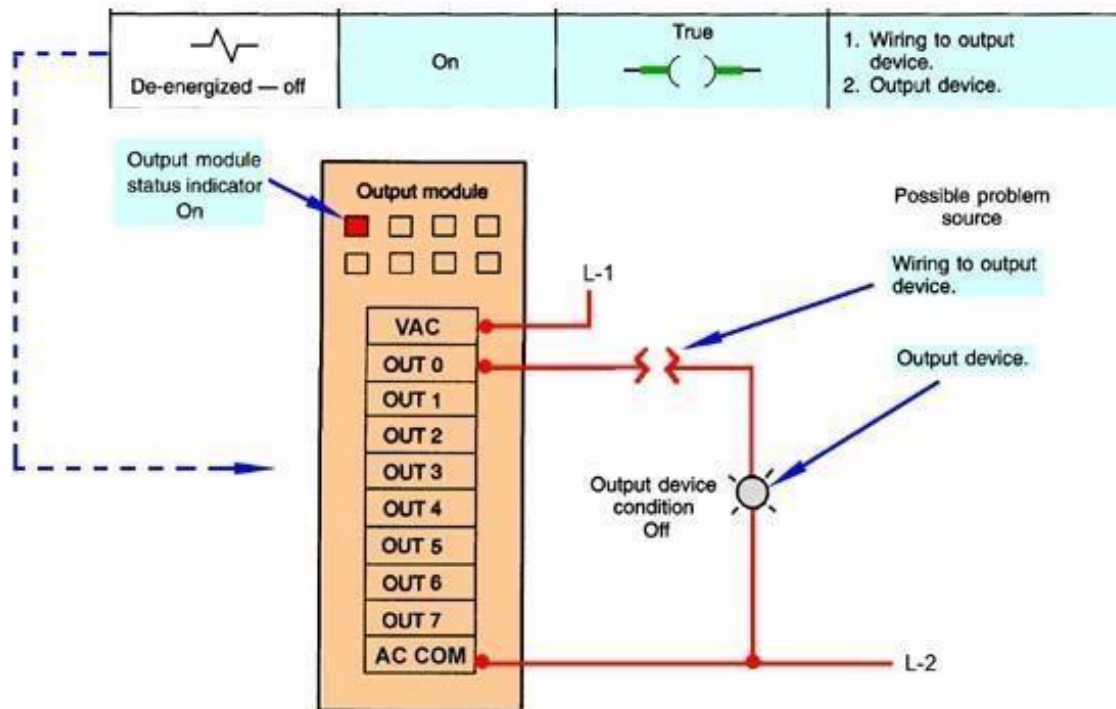 De-energized — off
On
True
1. Wiring to output
device.
2. Output device.
Output module
status indicator
On
Output module
Possible problem
source
Wiring to output
device.
Output device.
L-1
VAC
OUT 0
OUT 1
OUT 2
OUT 3
OUT 4
OUT 5
OUT 6
OUT 7
AC COM
Output device
condition
Off
L-2